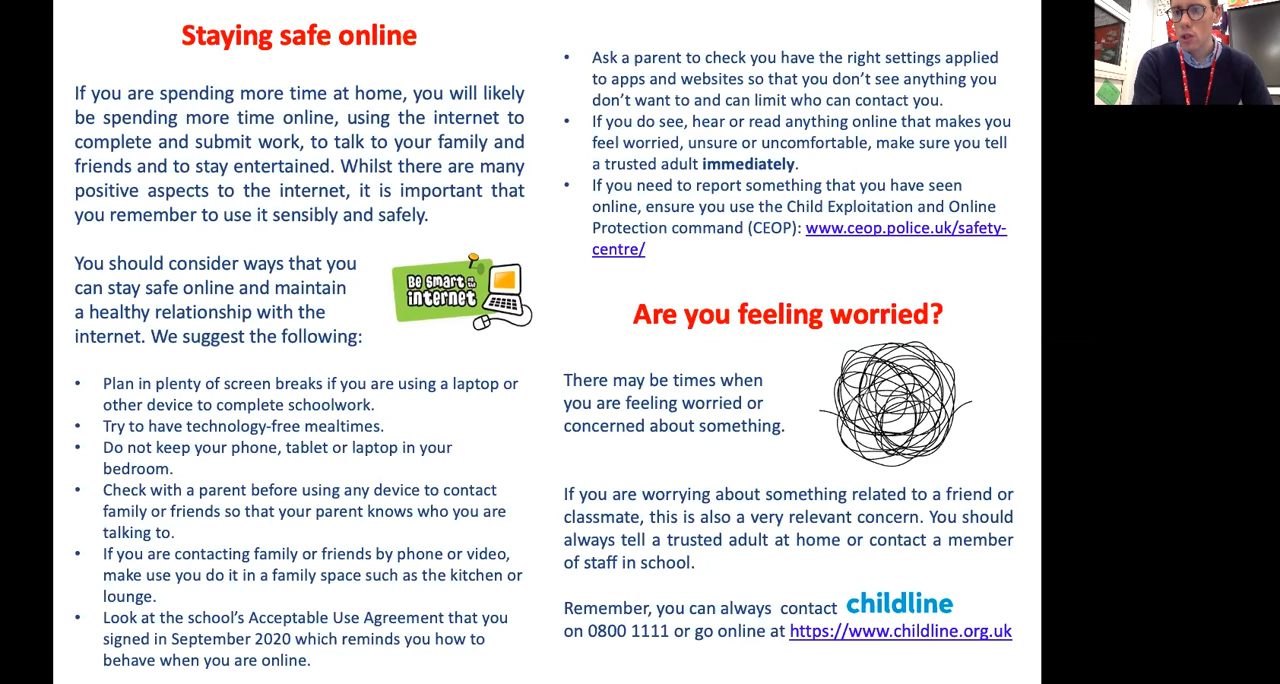 Staying safe online
If you are spending more time at home, you will likely
be spending more time online, using the internet to
complete and submit work, to talk to your family and
friends and to stay entertained. Whilst there are many
positive aspects to the internet, it is important that
you remember to use it sensibly and safely.
You should consider ways that you
can stay safe online and maintain
a healthy relationship with the
internet. We suggest the following:
Be smart on the
internet
• Plan in plenty of screen breaks if you are using a laptop or
other device to complete schoolwork.
• Try to have technology-free mealtimes.
• Do not keep your phone, tablet or laptop in your
bedroom.
• Check with a parent before using any device to contact
family or friends so that your parent knows who you are
talking to.
• If you are contacting family or friends by phone or video,
make use you do it in a family space such as the kitchen or
lounge.
• Look at the school’s Acceptable Use Agreement that you
signed in September 2020 which reminds you how to
behave when you are online.
• Ask a parent to check you have the right settings applied
to apps and websites so that you don’t see anything you
don’t want to and can limit who can contact you.
• If you do see, hear or read anything online that makes you
feel worried, unsure or uncomfortable, make sure you tell
a trusted adult immediately.
• If you need to report something that you have seen
online, ensure you use the Child Exploitation and Online
Protection command (CEOP): www.ceop.police.uk/safety-
centre/
Are you feeling worried?
There may be times when
you are feeling worried or
concerned about something.
If you are worrying about something related to a friend or
classmate, this is also a very relevant concern. You should
always tell a trusted adult at home or contact a member
of staff in school.
Remember, you can always contact childline
on 0800 1111 or go online at https://www.childline.org.uk